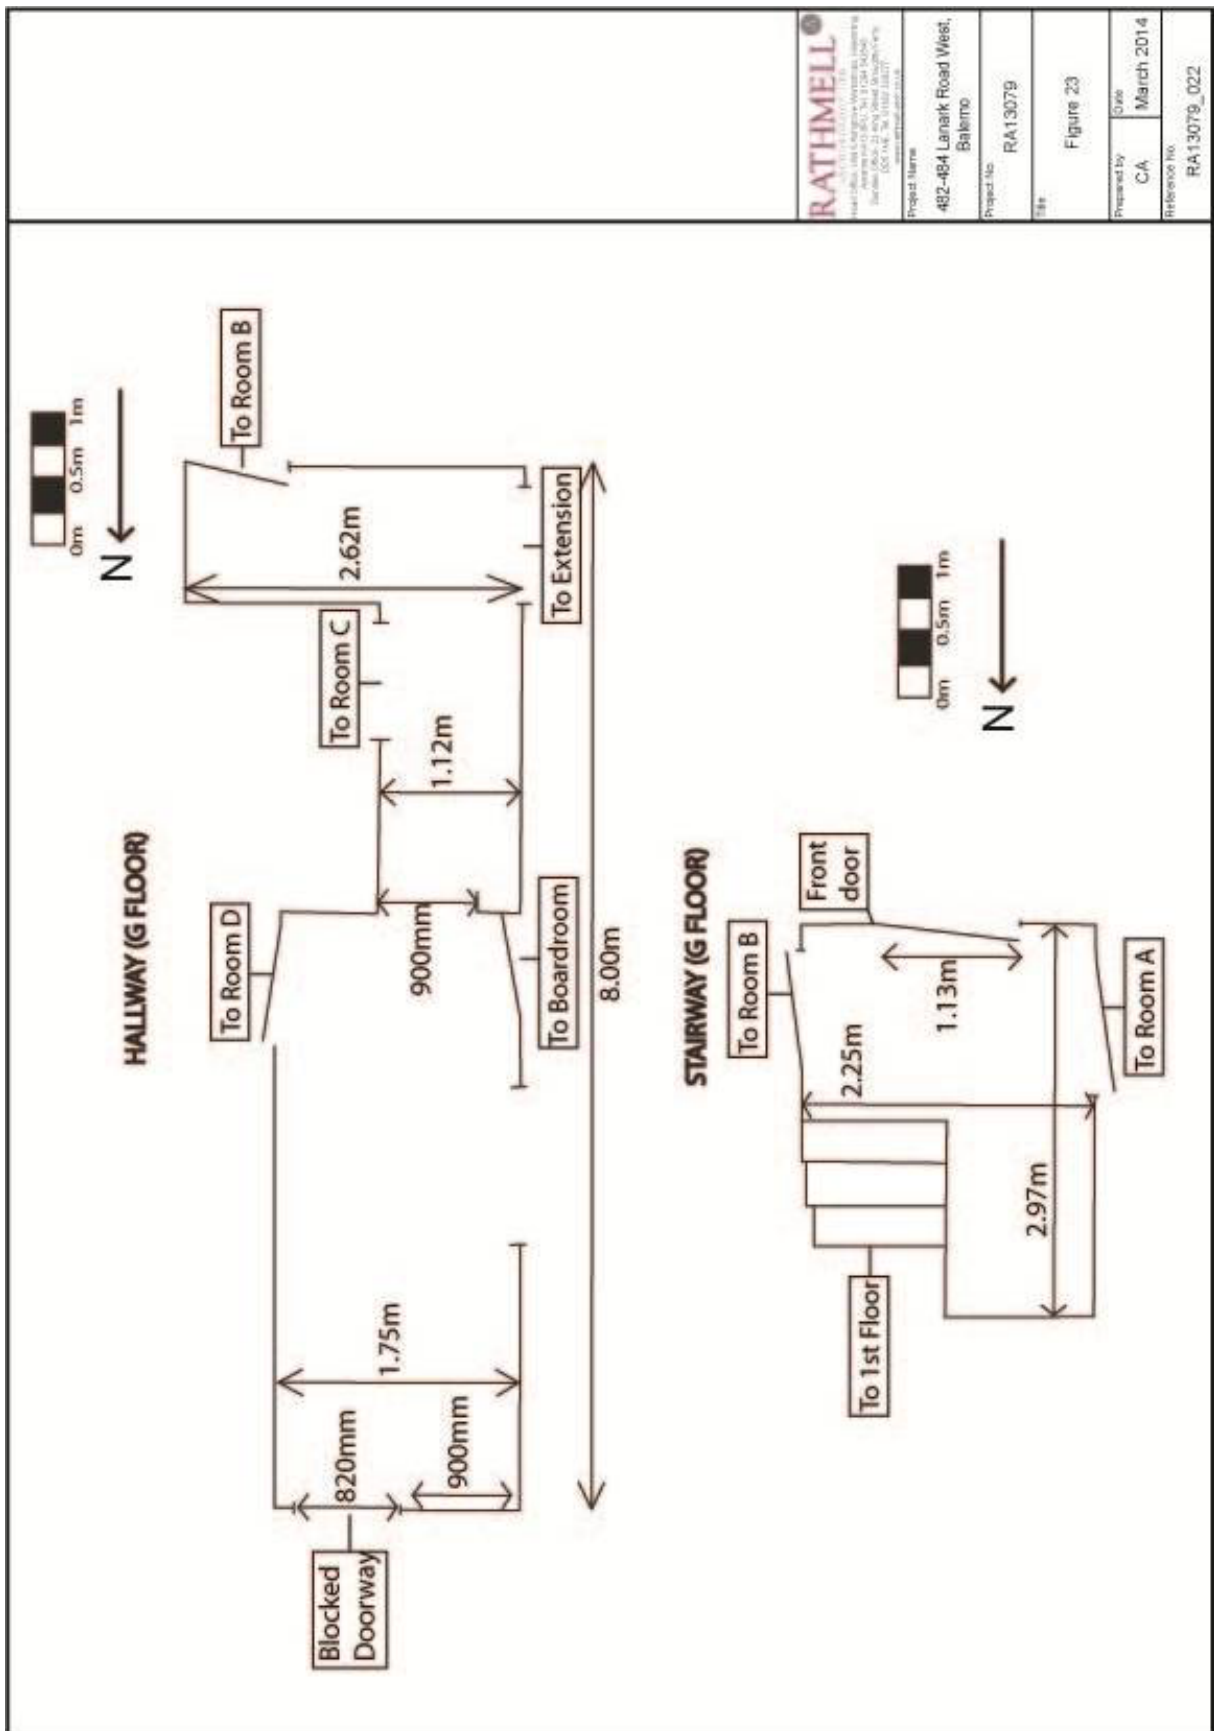 HALLWAY (G FLOOR)
0m 0.5m 1m
N
To Room B
To Room D
To Room C
2.62m
Blocked
Doorway
820mm
1.75m
900mm
900mm
1.12m
To Boardroom
To Extension
8.00m
STAIRWAY (G FLOOR)
To Room B
Front
door
2.25m
1.13m
To 1st Floor
2.97m
To Room A
0m 0.5m 1m
N
RATHMELL
Project Name
482-484 Lanark Road West,
Balerno
Project No.
RA13079
Title
Figure 23
Prepared by
CA
Date
March 2014
Reference No.
RA13079_022